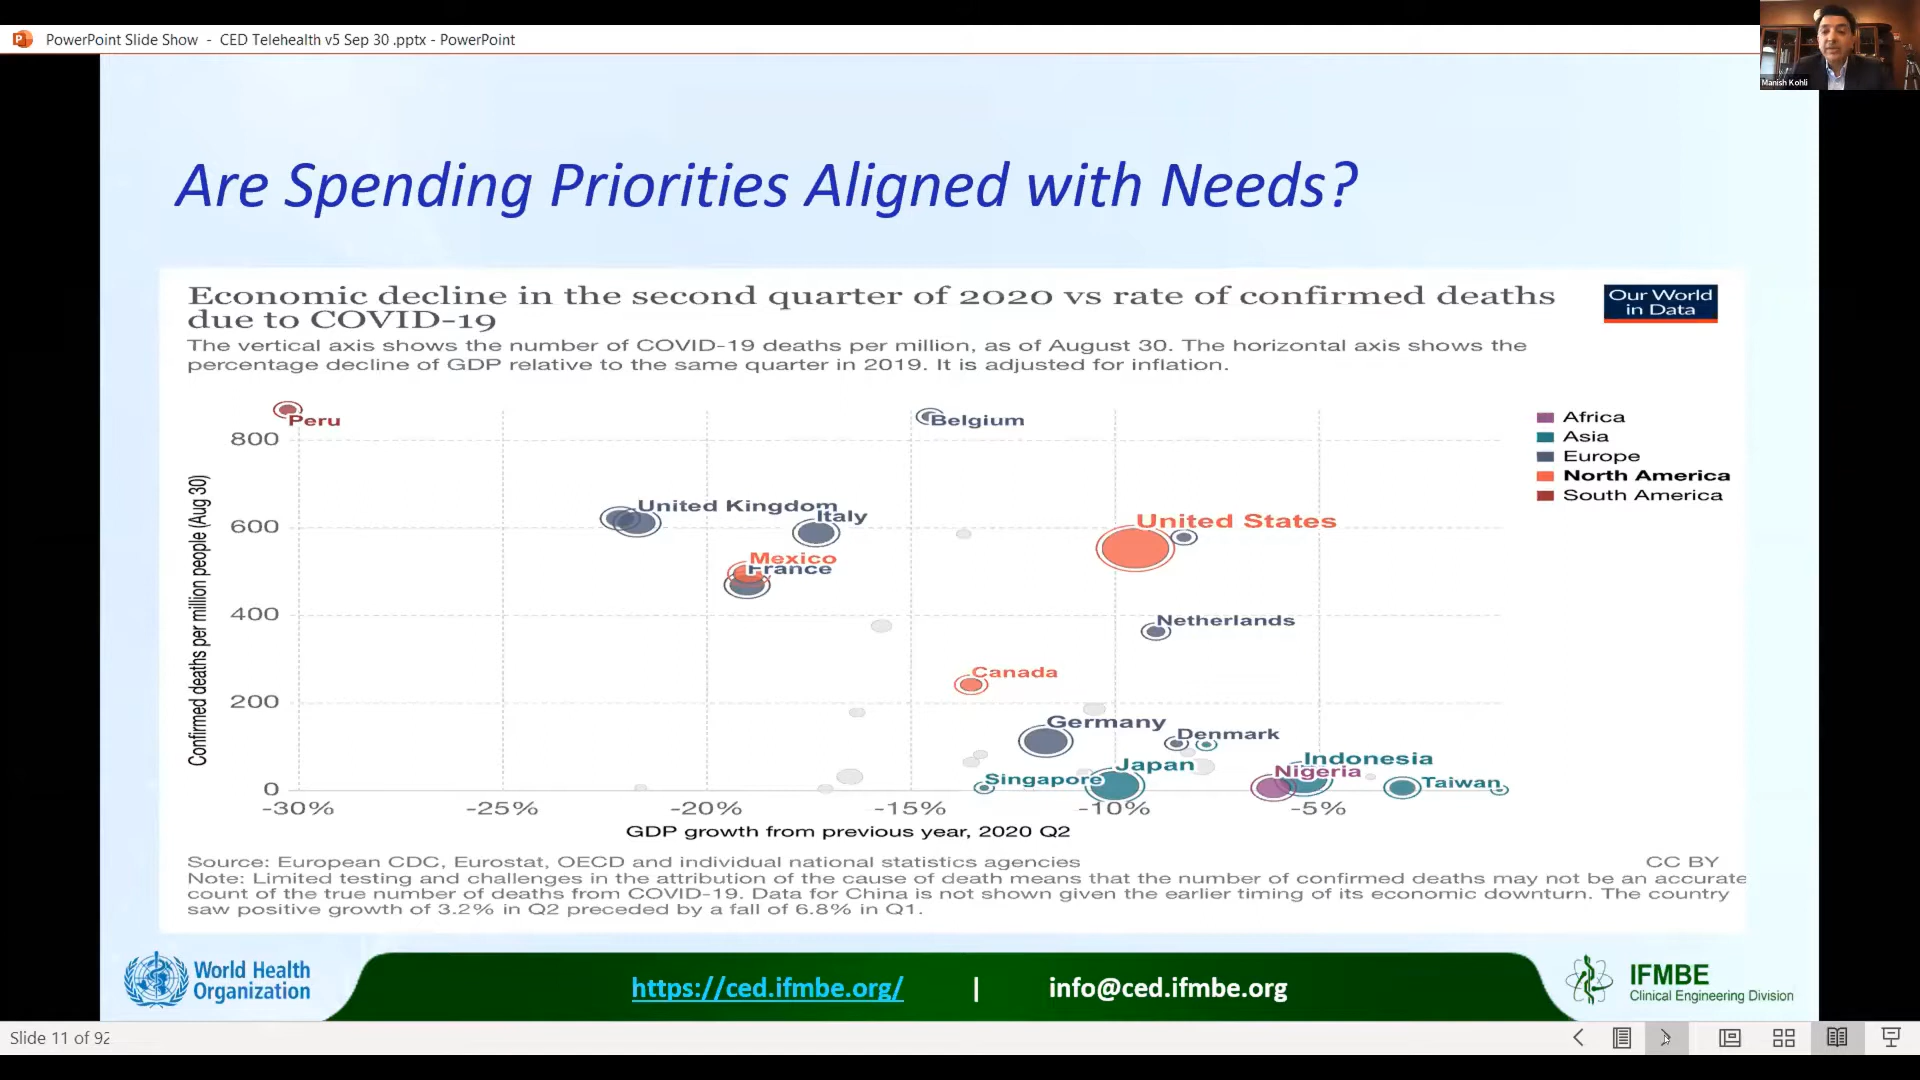 PowerPoint Slide Show - CED Telehealth v5 Sep 30 .pptx - PowerPoint
Manish Kohli
Are Spending Priorities Aligned with Needs?
Economic decline in the second quarter of 2020 vs rate of confirmed deaths
due to COVID-19
Our World
in Data
The vertical axis shows the number of COVID-19 deaths per million, as of August 30. The horizontal axis shows the
percentage decline of GDP relative to the same quarter in 2019. It is adjusted for inflation.
Confirmed deaths per million people (Aug 30)
800
600
400
200
0
Peru
Belgium
United Kingdom
Italy
United States
Mexico
France
Netherlands
Canada
Germany
Denmark
Indonesia
Japan
Nigeria
Singapore
Taiwan
Africa
Asia
Europe
North America
South America
-30%
-25%
-20%
-15%
-10%
-5%
GDP growth from previous year, 2020 Q2
Source: European CDC, Eurostat, OECD and individual national statistics agencies
CC BY
Note: Limited testing and challenges in the attribution of the cause of death means that the number of confirmed deaths may not be an accurate
count of the true number of deaths from COVID-19. Data for China is not shown given the earlier timing of its economic downturn. The country
saw positive growth of 3.2% in Q2 preceded by a fall of 6.8% in Q1.
World Health
Organization
https://ced.ifmbe.org/ | info@ced.ifmbe.org
IFMBE
Clinical Engineering Division
Slide 11 of 92